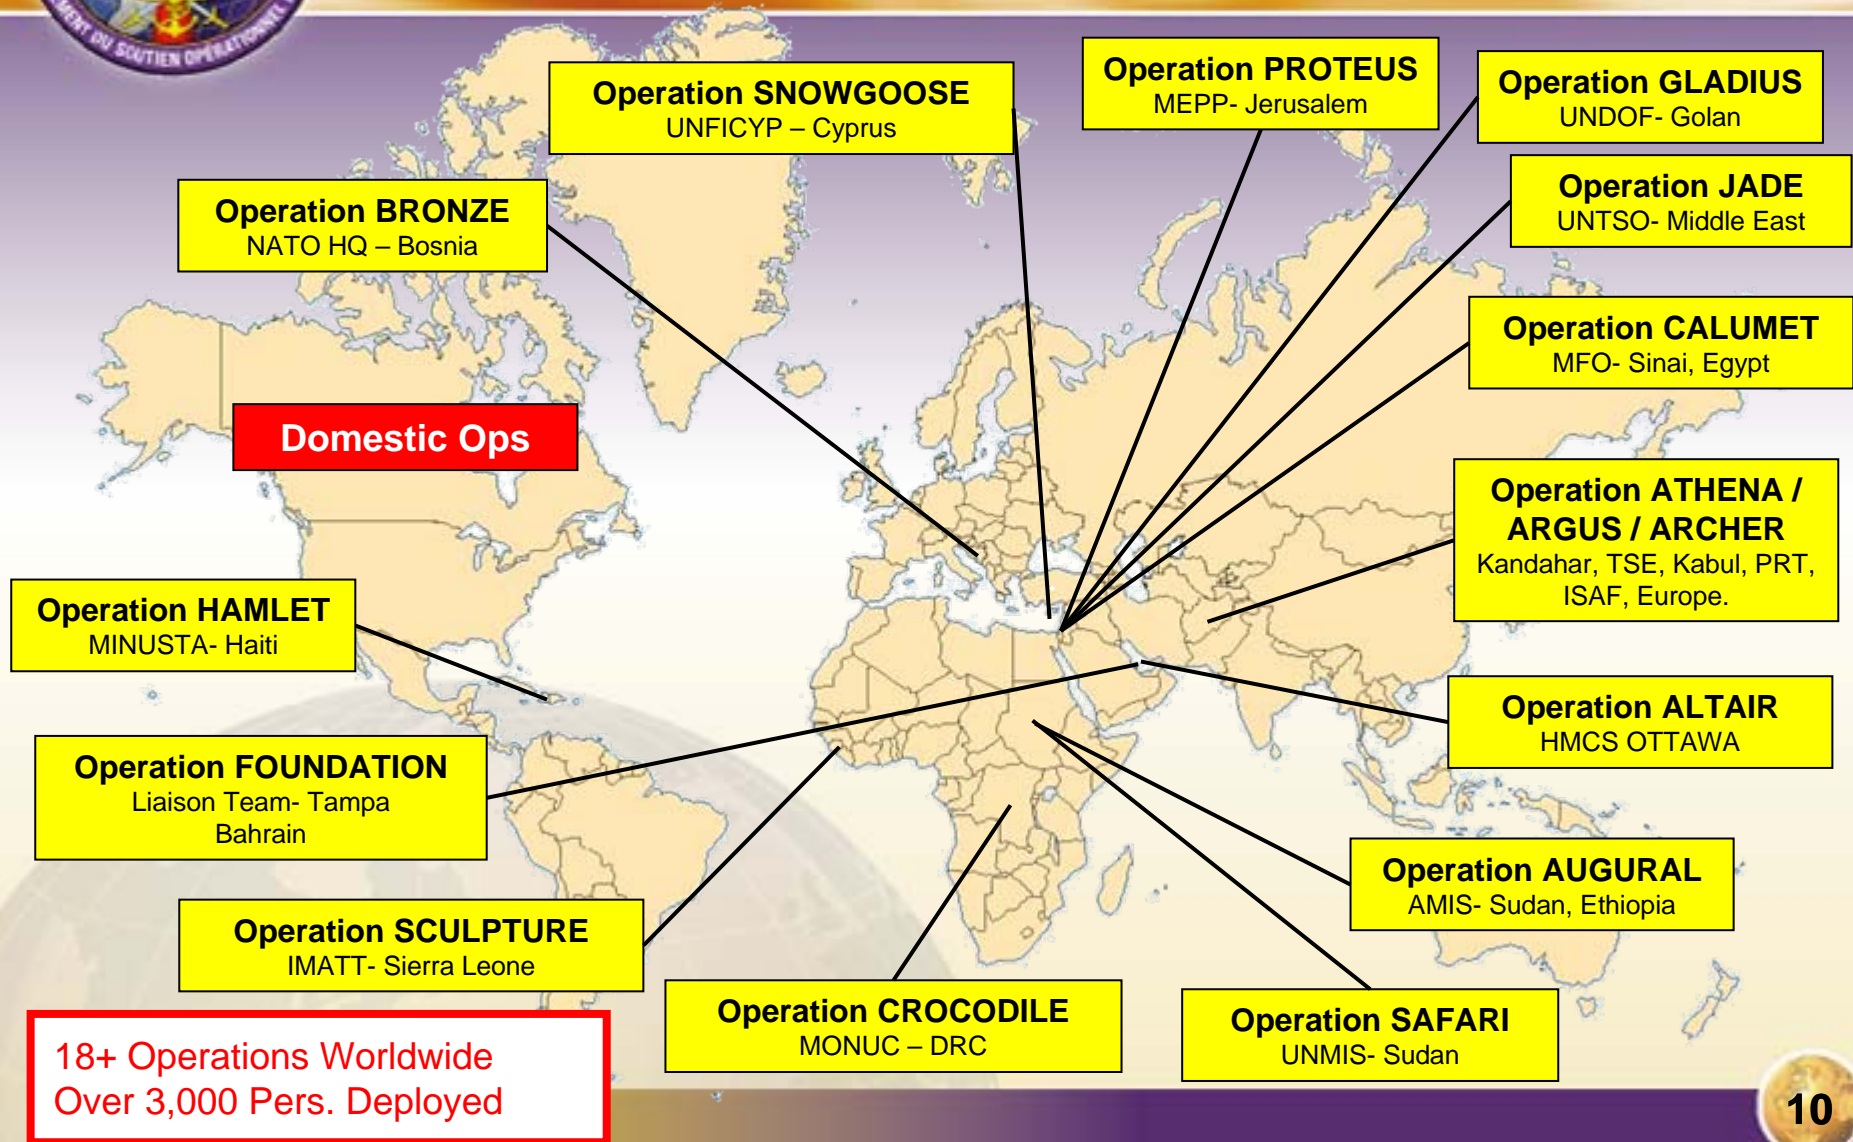 DU SOUTIEN OPÉRATIONNEL
Operation SNOWGOOSE
UNFICYP – Cyprus
Operation PROTEUS
MEPP- Jerusalem
Operation GLADIUS
UNDOF- Golan
Operation BRONZE
NATO HQ – Bosnia
Operation JADE
UNTSO- Middle East
Operation CALUMET
MFO- Sinai, Egypt
Domestic Ops
Operation ATHENA /
ARGUS / ARCHER
Kandahar, TSE, Kabul, PRT,
ISAF, Europe.
Operation HAMLET
MINUSTA- Haiti
Operation ALTAIR
HMCS OTTAWA
Operation FOUNDATION
Liaison Team- Tampa
Bahrain
Operation AUGURAL
AMIS- Sudan, Ethiopia
Operation SCULPTURE
IMATT- Sierra Leone
Operation CROCODILE
MONUC – DRC
Operation SAFARI
UNMIS- Sudan
18+ Operations Worldwide
Over 3,000 Pers. Deployed
10